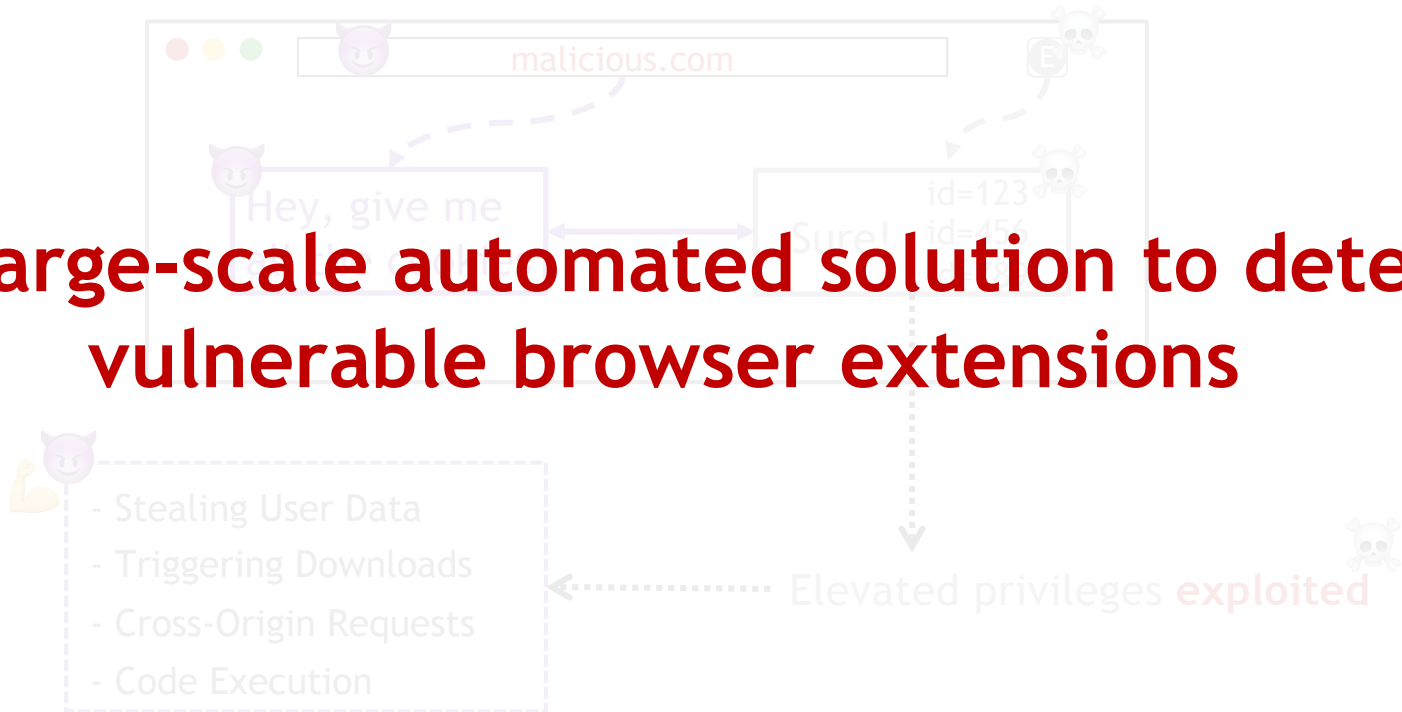 malicious.com
E
Hey, give me
Sure!
id=123
id=456
arge-scale automated solution to dete
vulnerable browser extensions
- Stealing User Data
- Triggering Downloads
- Cross-Origin Requests
- Code Execution
Elevated privileges exploited